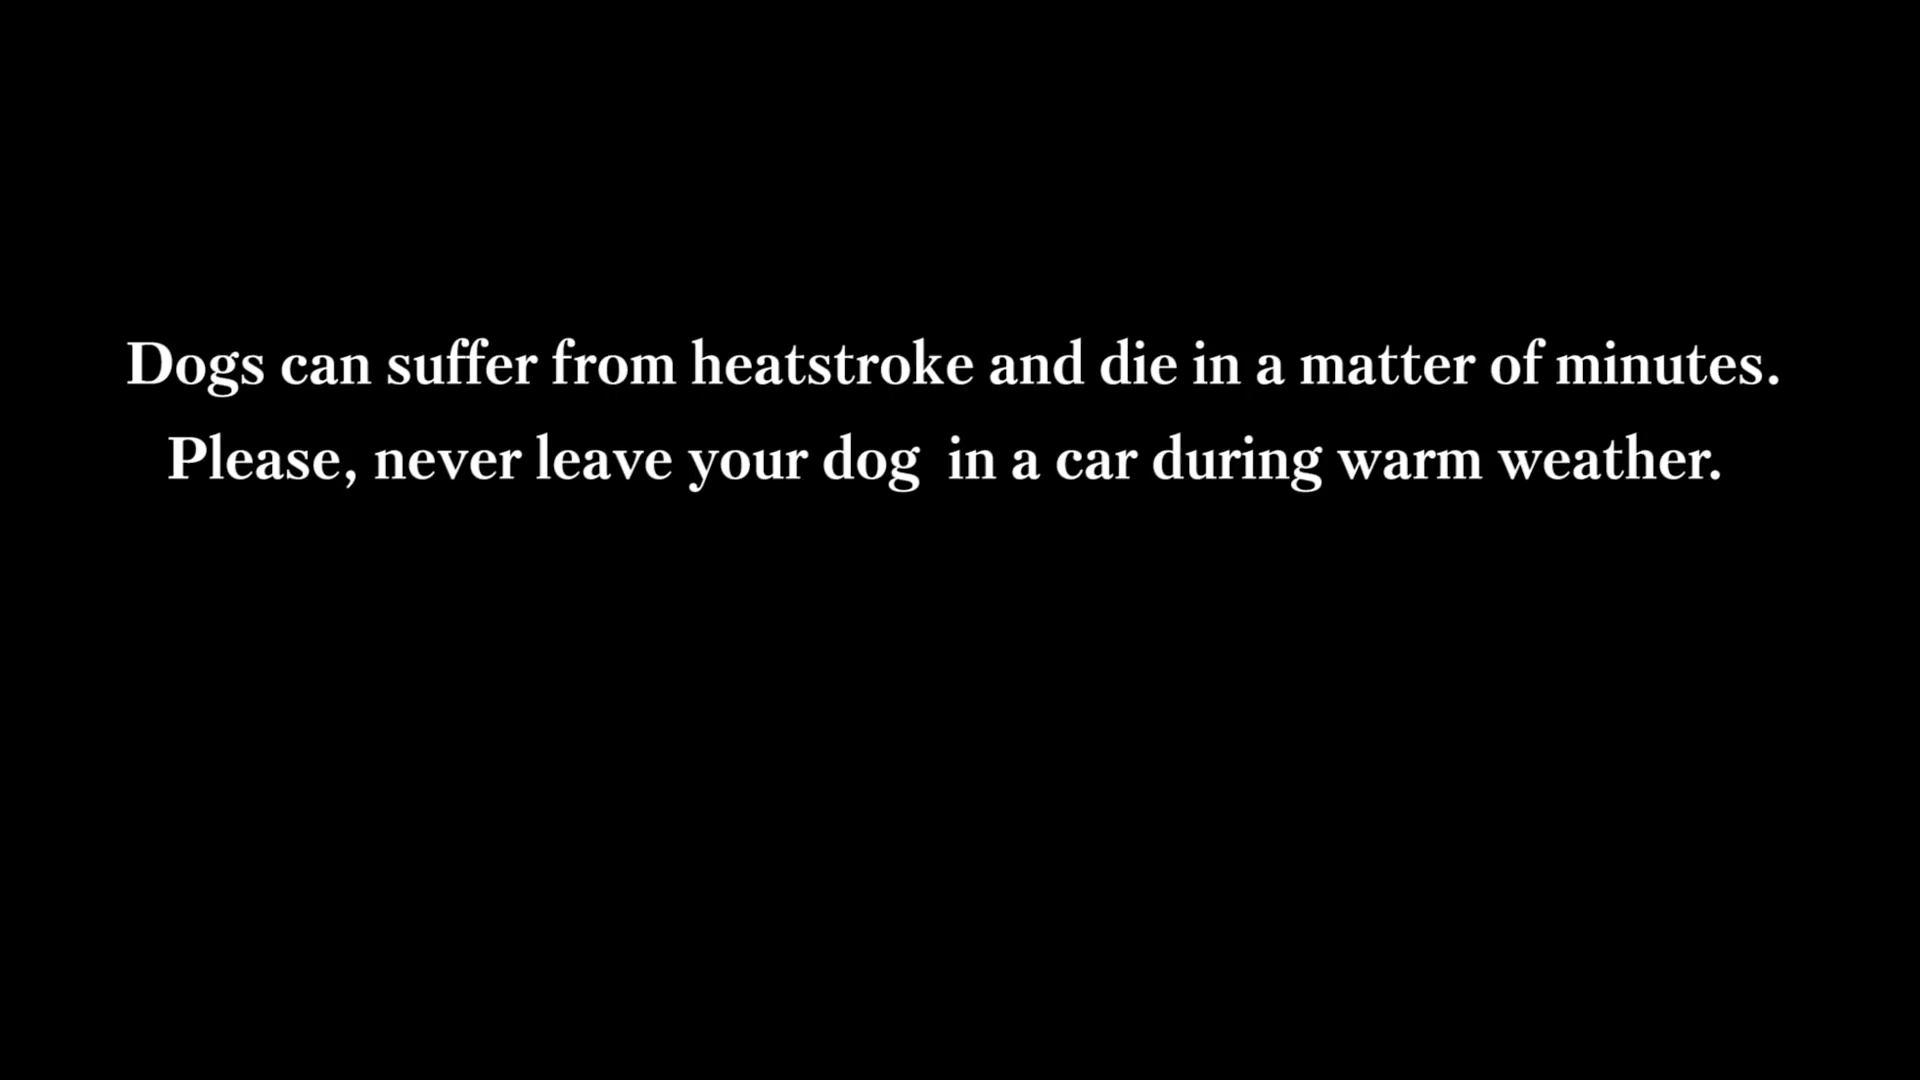 Dogs can suffer from heatstroke and die in a matter of minutes.
Please, never leave your dog  in a car during warm weather.